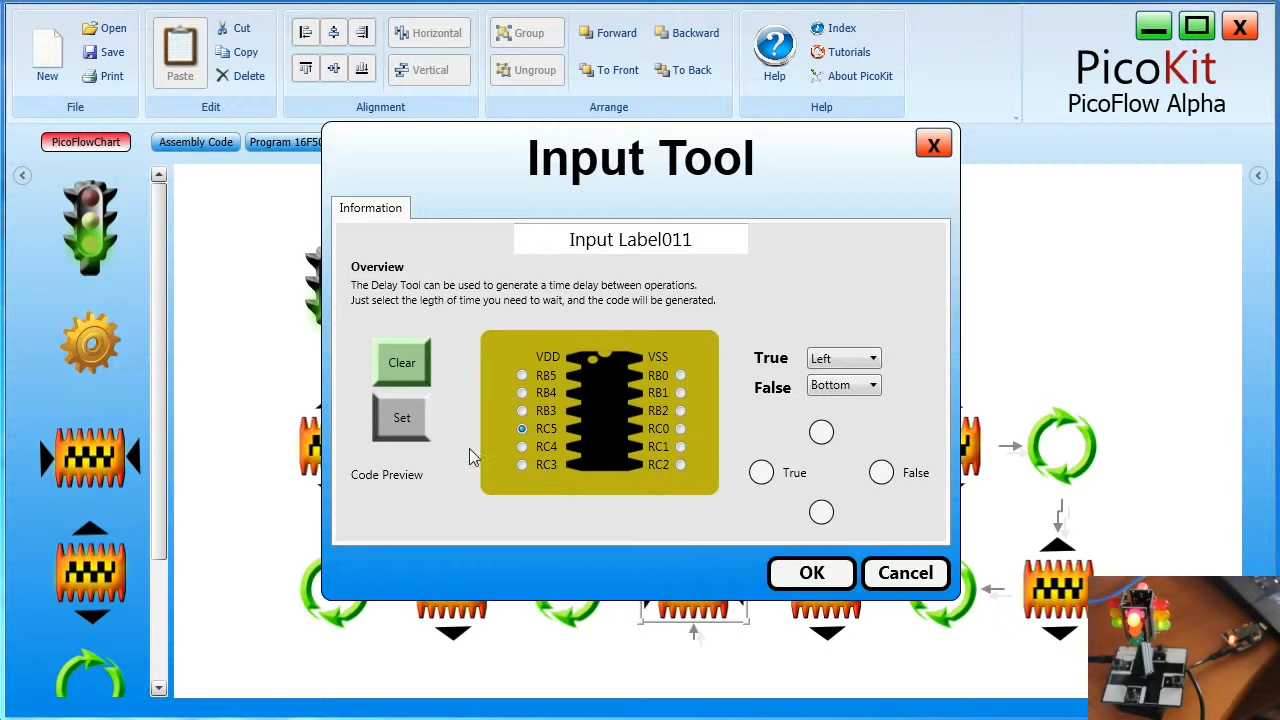 New
Open
Save
Print
File
Paste
Cut
Copy
Delete
Edit
Horizontal
Vertical
Alignment
Group
Ungroup
Forward
Backward
To Front
To Back
Arrange
Help
Index
Tutorials
About PicoKit
Help
X
PicoKit
PicoFlow Alpha
PicoFlowChart
Assembly Code
Program 16F50
Input Tool
X
Information
Input Label011
Overview
The Delay Tool can be used to generate a time delay between operations.
Just select the legth of time you need to wait, and the code will be generated.
Clear
Set
Code Preview
VDD VSS
RB5 RB0
RB4 RB1
RB3 RB2
RC5 RC0
RC4 RC1
RC3 RC2
True Left
False Bottom
True False
OK Cancel